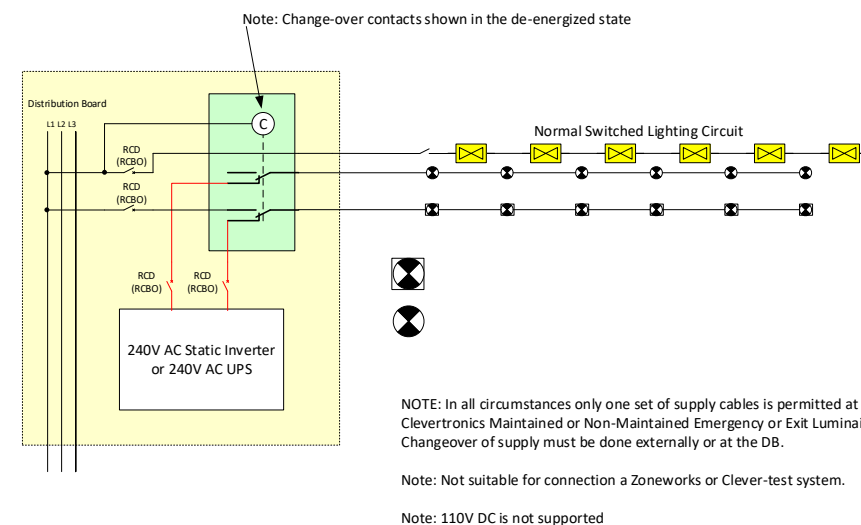 Note: Change-over contacts shown in the de-energized state
Distribution Board
L1 L2 L3
C
RCD
(RCBO)
Normal Switched Lighting Circuit
RCD
(RCBO)
RCD
(RCBO)
RCD
(RCBO)
240V AC Static Inverter
or 240V AC UPS
NOTE: In all circumstances only one set of supply cables is permitted at
Clevertronics Maintained or Non-Maintained Emergency or Exit
Changeover of supply must be done externally or at the DB.
Note: Not suitable for connection a Zoneworks or Clever-test system.
Note: 110V DC is not supported